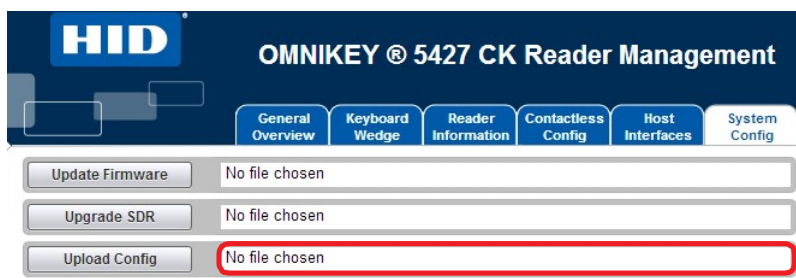 HID
OMNIKEY ® 5427 CK Reader Management
General Overview
Keyboard Wedge
Reader Information
Contactless Config
Host Interfaces
System Config
Update Firmware No file chosen
Upgrade SDR No file chosen
Upload Config No file chosen